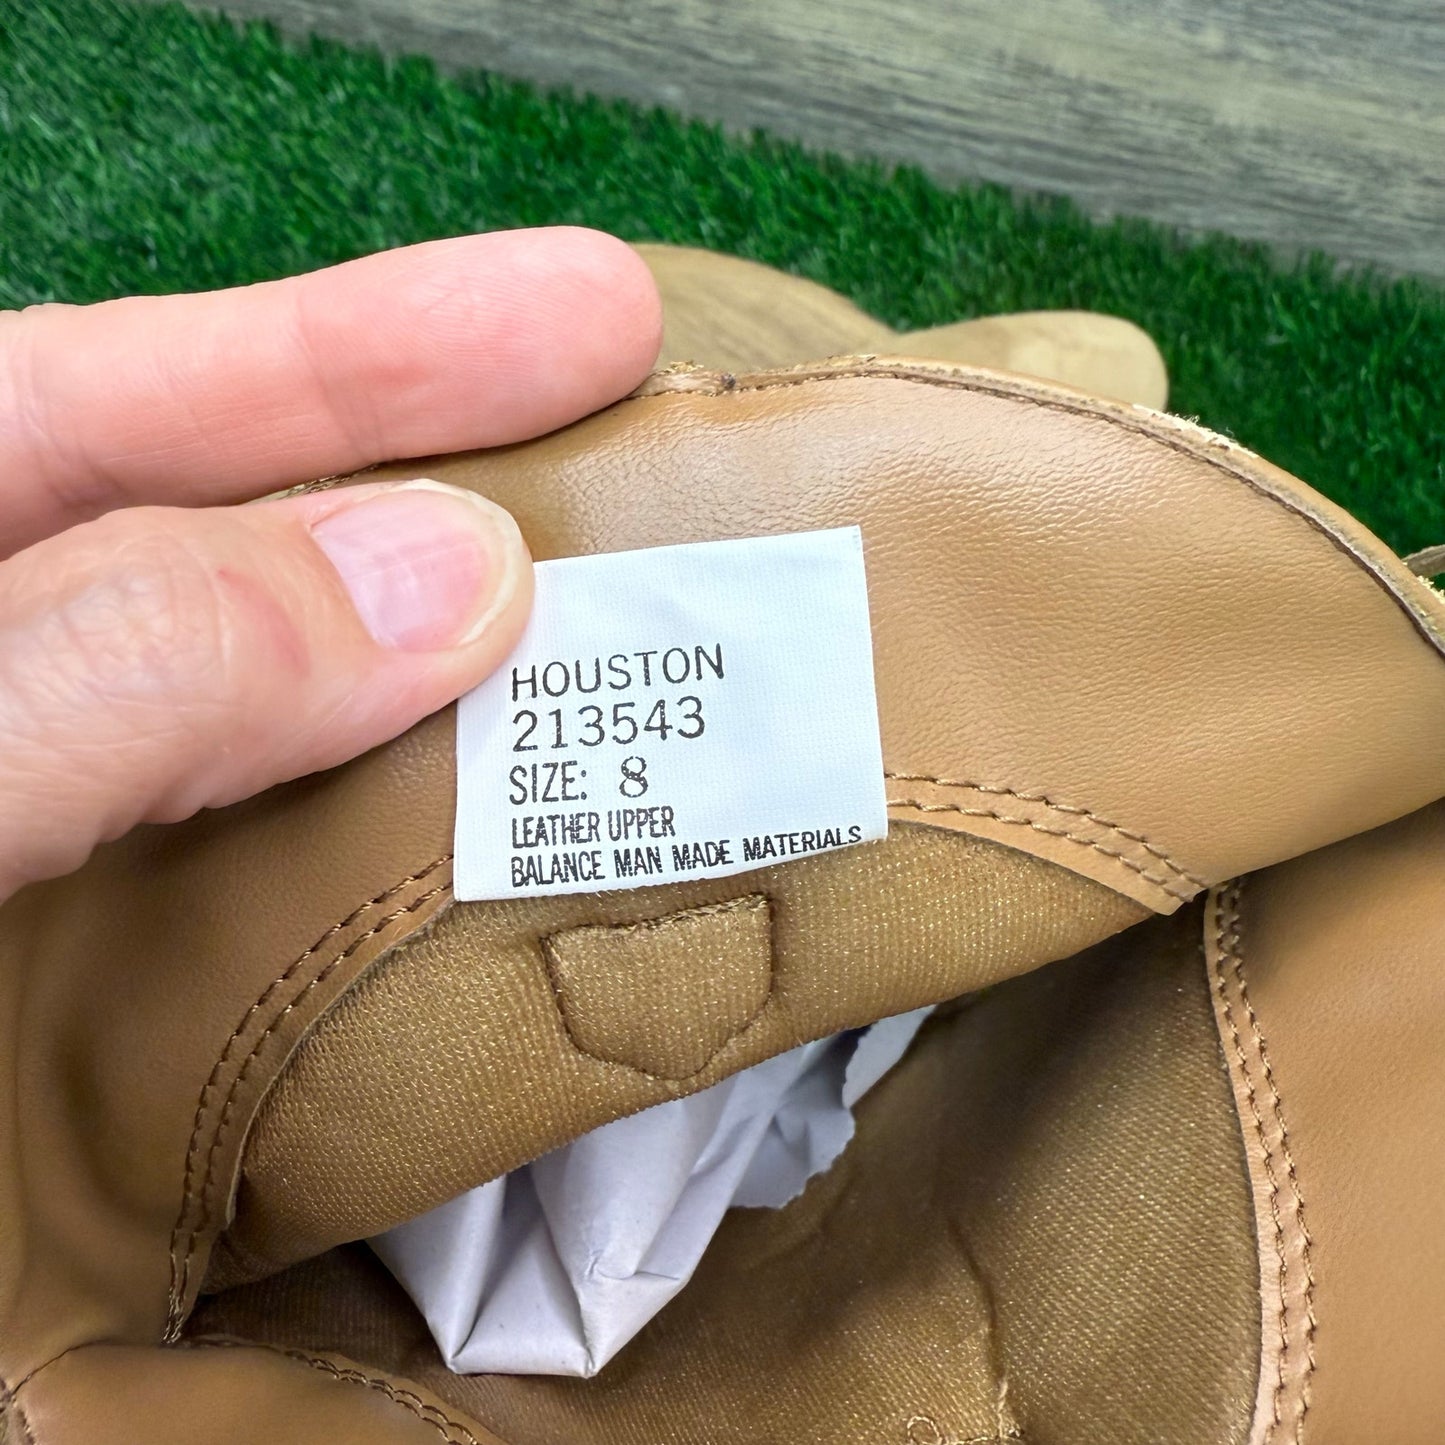 HOUSTON
213543
SIZE: 8
LEATHER UPPER
BALANCE MAN MADE MATERIALS